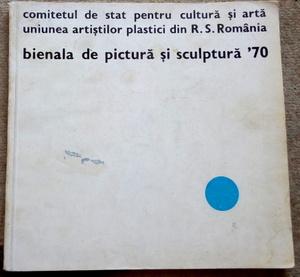 comitetul de stat pentru cultură și artă
uniunea artiștilor plastici din R. S. România
bienala de pictură și sculptură '70